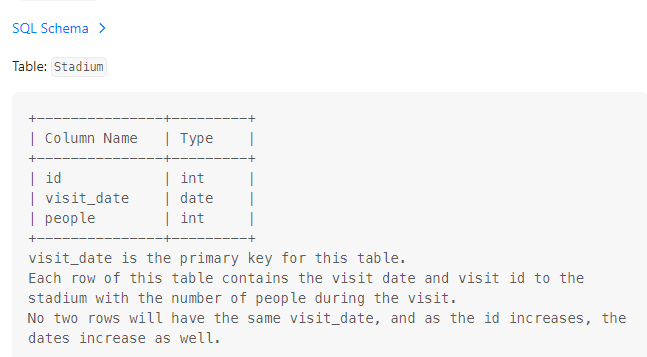 SQL Schema >
Table: Stadium
+---------------+---------+
| Column Name   | Type    |
+---------------+---------+
| id            | int     |
| visit_date    | date    |
| people        | int     |
+---------------+---------+
visit_date is the primary key for this table.
Each row of this table contains the visit date and visit id to the
stadium with the number of people during the visit.
No two rows will have the same visit_date, and as the id increases, the
dates increase as well.